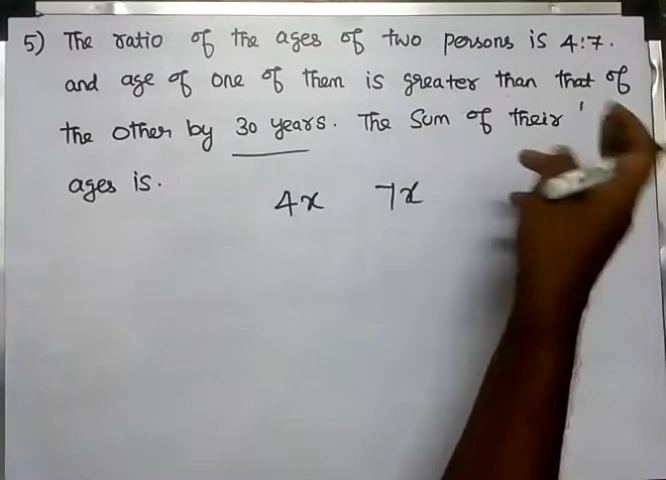 5) The ratio of the ages of two persons is 4:7.
and age of one of them is greater than that of
the other by 30 years. The Sum of their
ages is.
4x 7x